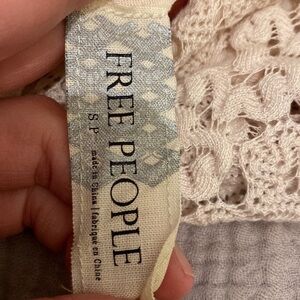 FREE PEOPLE
S P
made in China | fabriqué en Chine